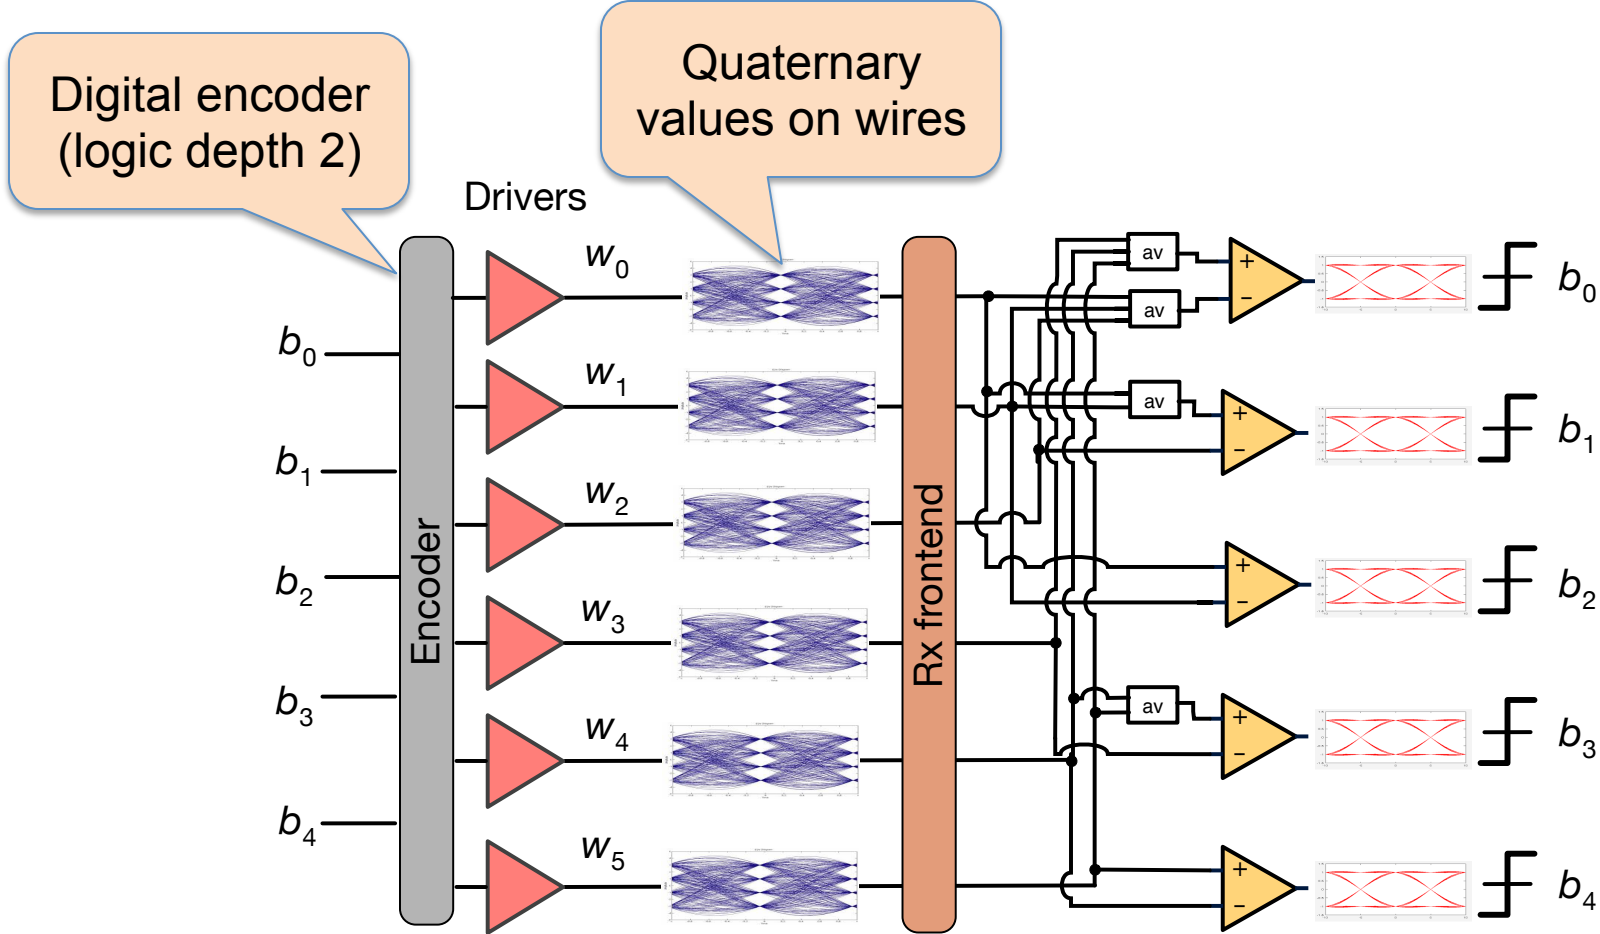 Digital encoder
(logic depth 2)
Quaternary
values on wires
Drivers
Encoder
Rx frontend
b0
b1
b2
b3
b4
w0
w1
w2
w3
w4
w5
av
av
+
−
b0
av
+
−
b1
+
−
b2
av
+
−
b3
+
−
b4